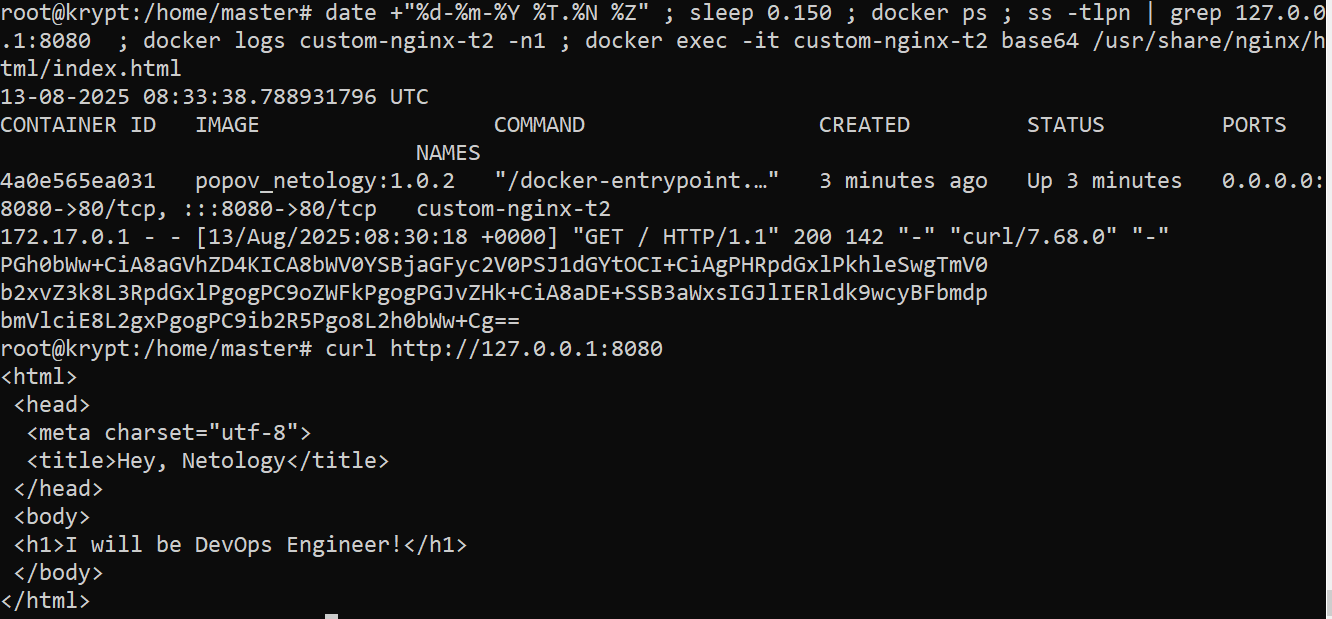 root@krypt:/home/master# date +"%d-%m-%Y %T.%N %Z" ; sleep 0.150 ; docker ps ; ss -tlpn | grep 127.0.0
.1:8080  ; docker logs custom-nginx-t2 -n1 ; docker exec -it custom-nginx-t2 base64 /usr/share/nginx/h
tml/index.html
13-08-2025 08:33:38.788931796 UTC
CONTAINER ID   IMAGE                  COMMAND                  CREATED         STATUS         PORTS
                                NAMES
4a0e565ea031   popov_netology:1.0.2   "/docker-entrypoint.…"   3 minutes ago   Up 3 minutes   0.0.0.0:
8080->80/tcp, :::8080->80/tcp   custom-nginx-t2
172.17.0.1 - - [13/Aug/2025:08:30:18 +0000] "GET / HTTP/1.1" 200 142 "-" "curl/7.68.0" "-"
PGh0bWw+CiA8aGVhZD4KICA8bWV0YSBjaGFyc2V0PSJ1dGYtOCI+CiAgPHRpdGxlPkhleSwgTmV0
b2xvZ3k8L3RpdGxlPgogPC9oZWFkPgogPGJvZHk+CiA8aDE+SSB3aWxsIGJlIERldk9wcyBFbmdp
bmVlciE8L2gxPgogPC9ib2R5Pgo8L2h0bWw+Cg==
root@krypt:/home/master# curl http://127.0.0.1:8080
<html>
 <head>
  <meta charset="utf-8">
  <title>Hey, Netology</title>
 </head>
 <body>
 <h1>I will be DevOps Engineer!</h1>
 </body>
</html>